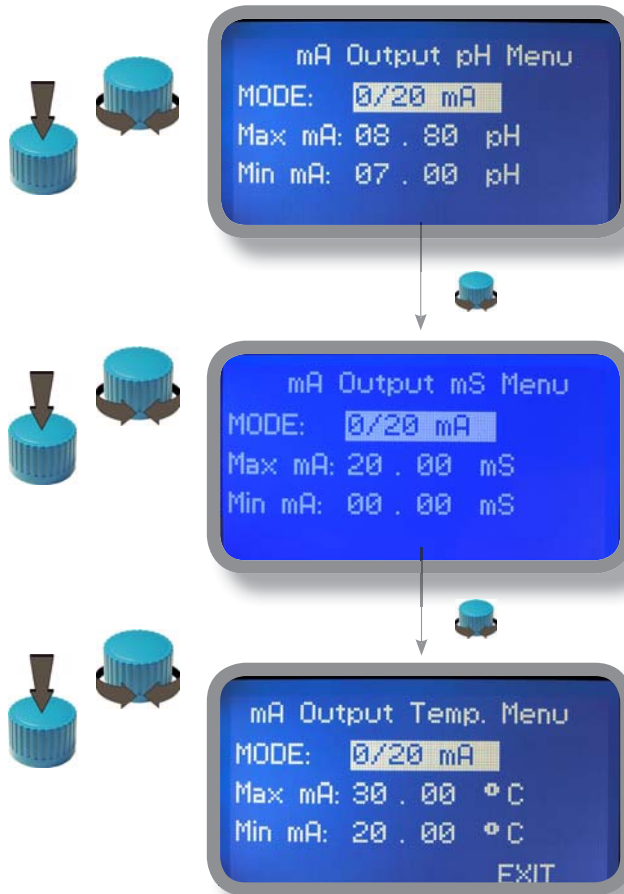 mA Output pH Menu
MODE: 0/20 mA
Max mA: 08 . 80 pH
Min mA: 07 . 00 pH
mA Output mS Menu
MODE: 0/20 mA
Max mA: 20 . 00 mS
Min mA: 00 . 00 mS
mA Output Temp. Menu
MODE: 0/20 mA
Max mA: 30 . 00 °C
Min mA: 20 . 00 °C
EXIT